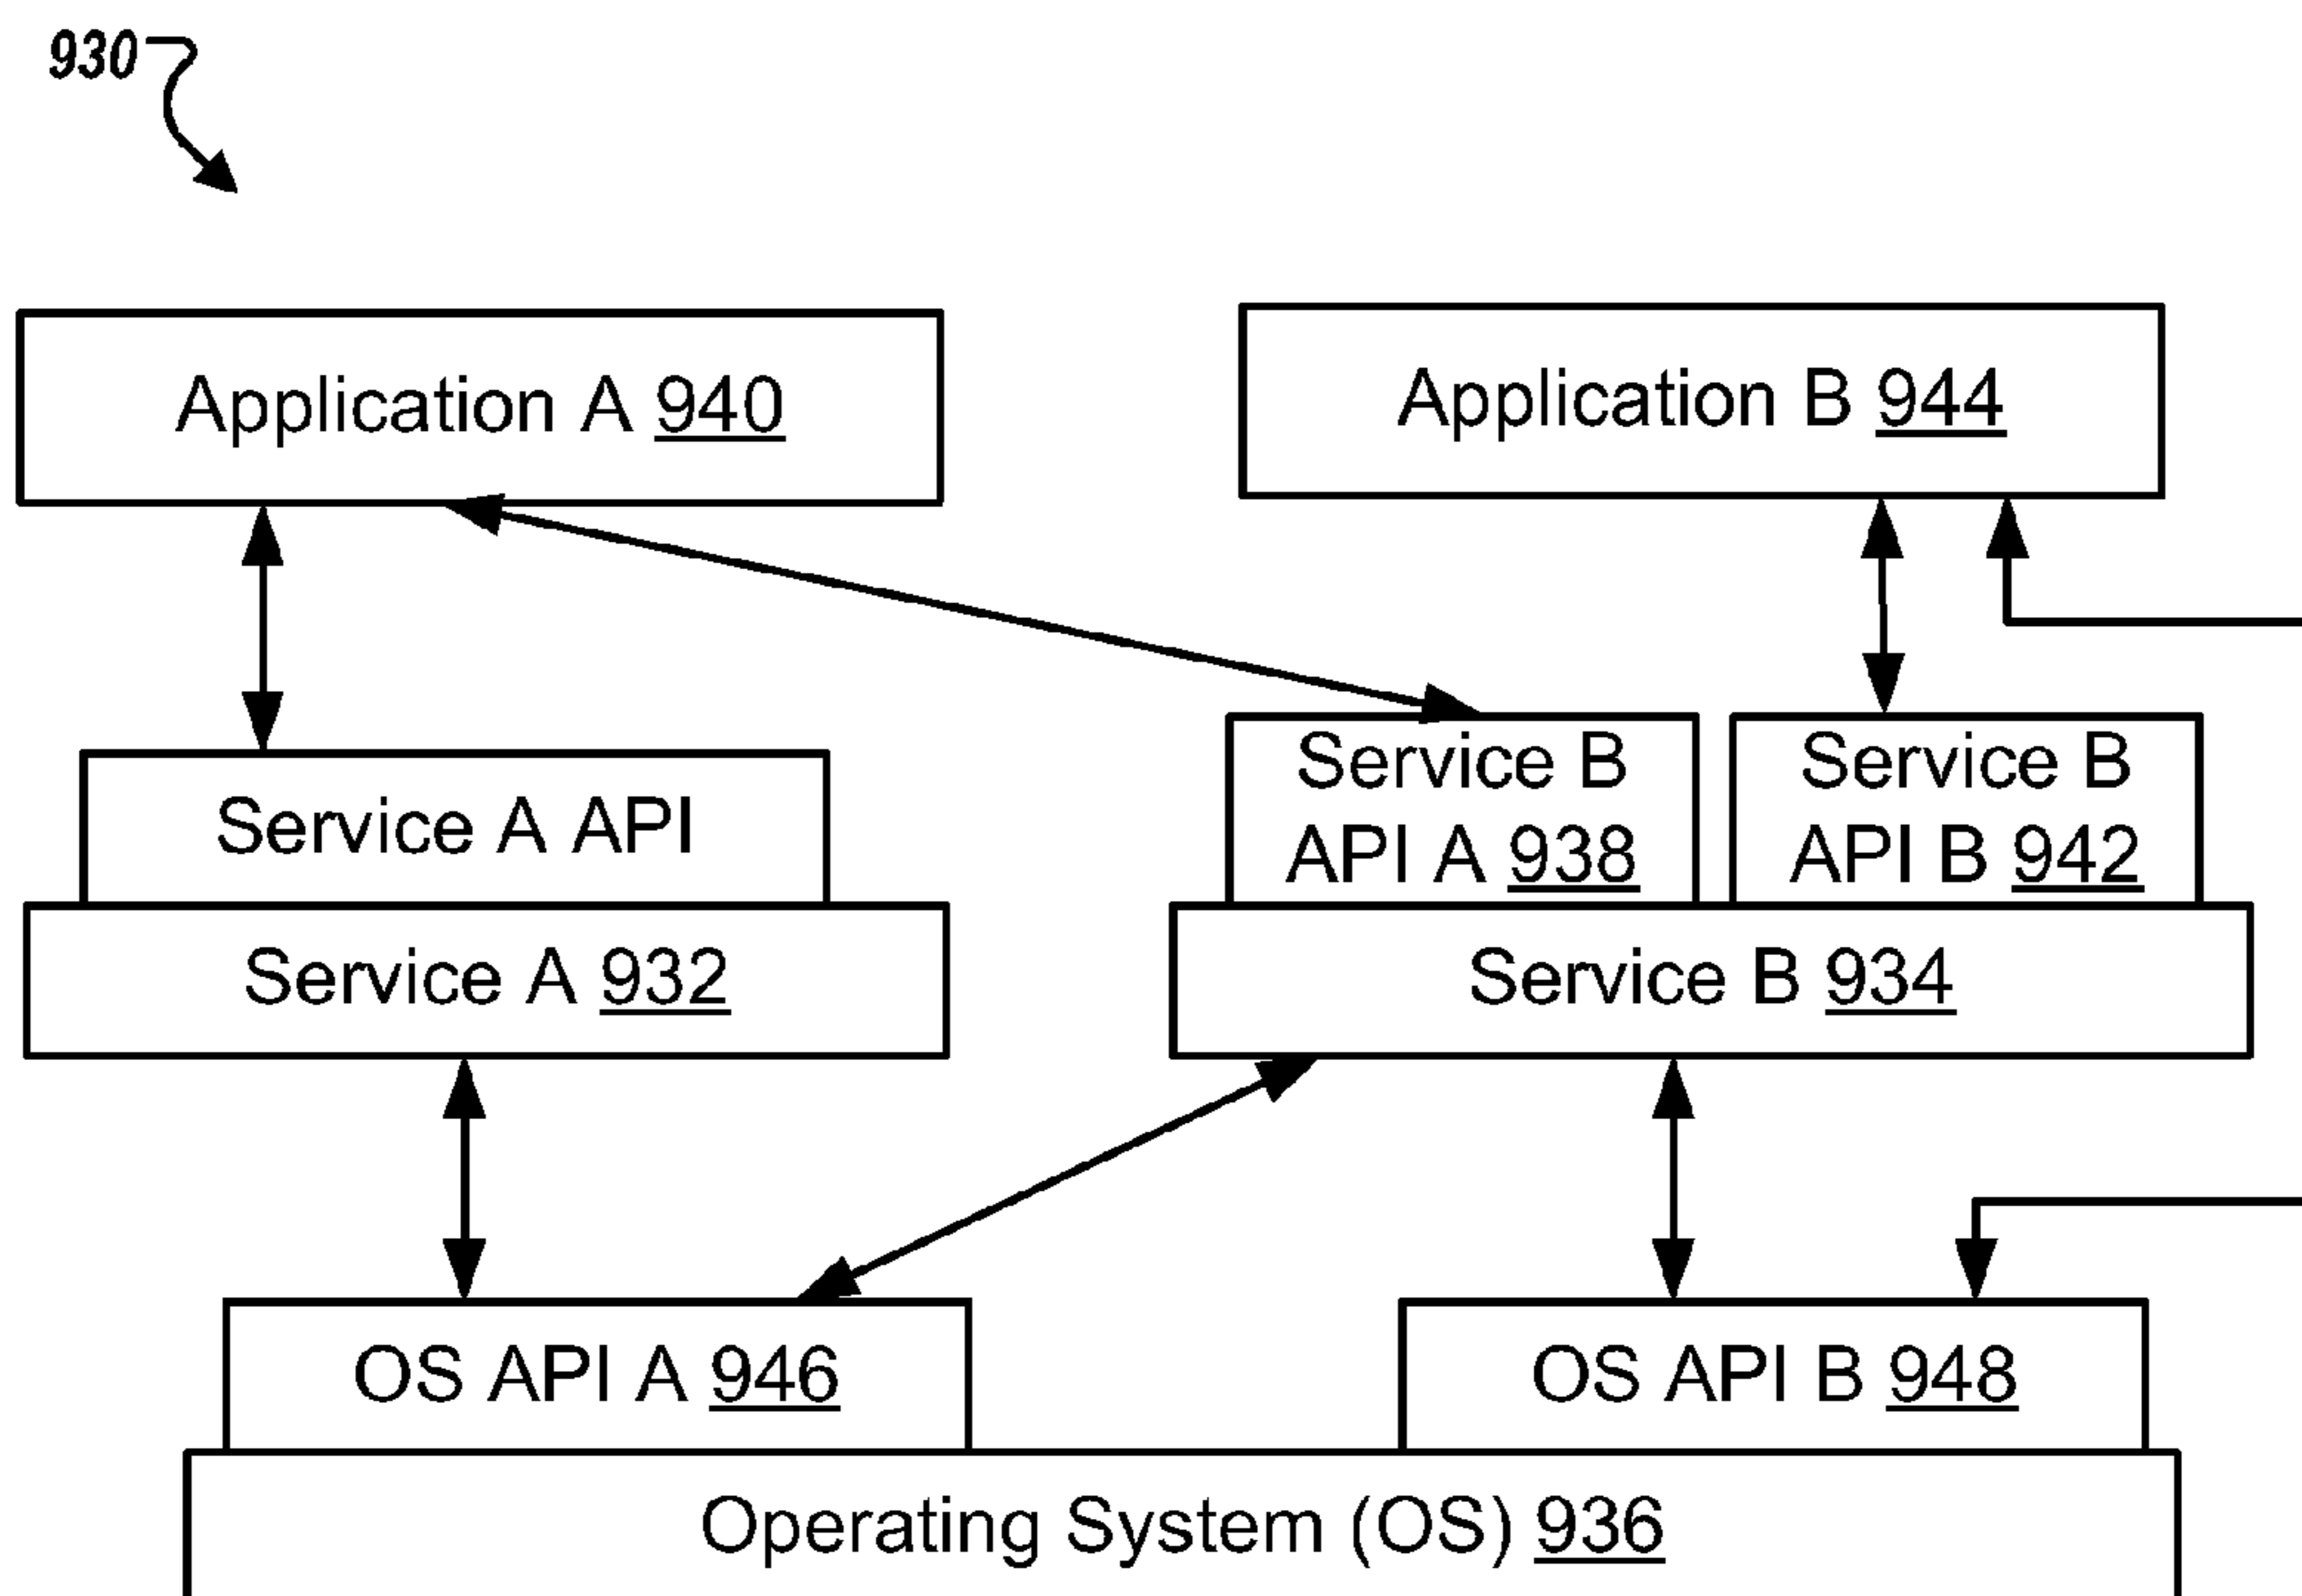 930
Application A 940
Application B 944
Service A API
Service B
API A 938
Service B
API B 942
Service A 932
Service B 934
OS API A 946
OS API B 948
Operating System (OS) 936